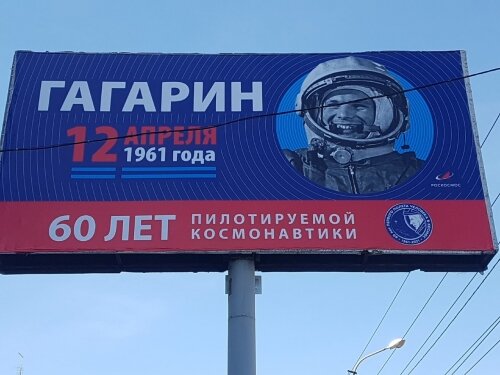 ГАГАРИН
12 АПРЕЛЯ
1961 года
РОСКОСМОС
60 ЛЕТ ПИЛОТИРУЕМОЙ
КОСМОНАВТИКИ